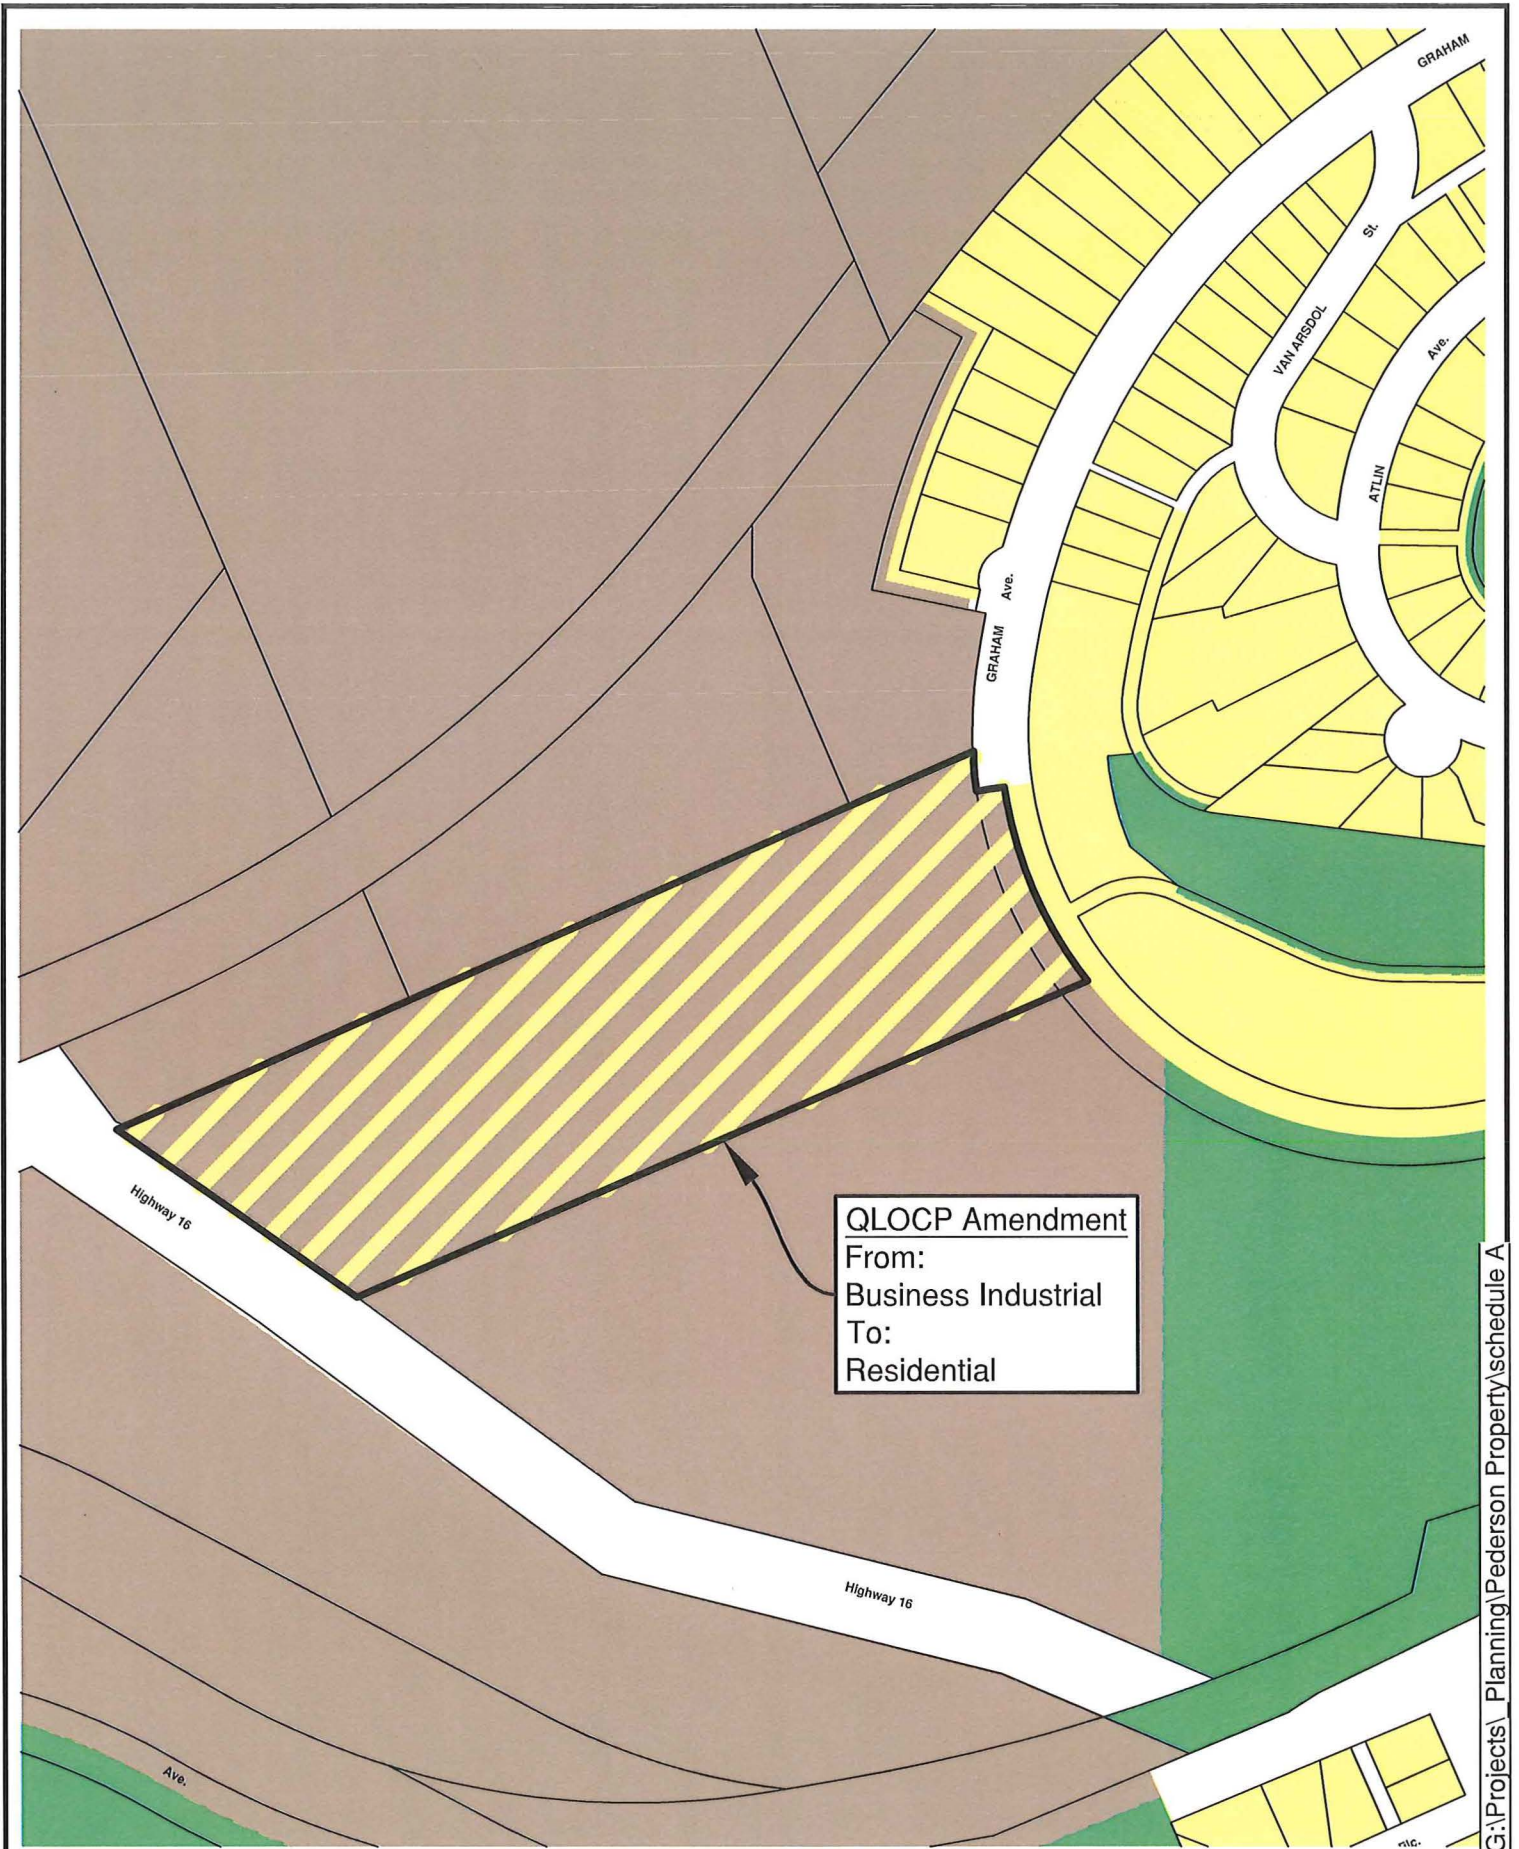 GRAHAM
St.
VAN ARSDOL
Ave.
ATLIN
Ave.
GRAHAM
Highway 16
QLOCP Amendment
From:
Business Industrial
To:
Residential
Highway 16
Ave.
G:\Projects\_Planning\Pederson Property\schedule A